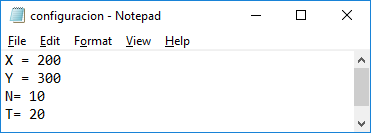 configuracion - Notepad
File Edit Format View Help
X = 200
Y = 300
N= 10
T= 20